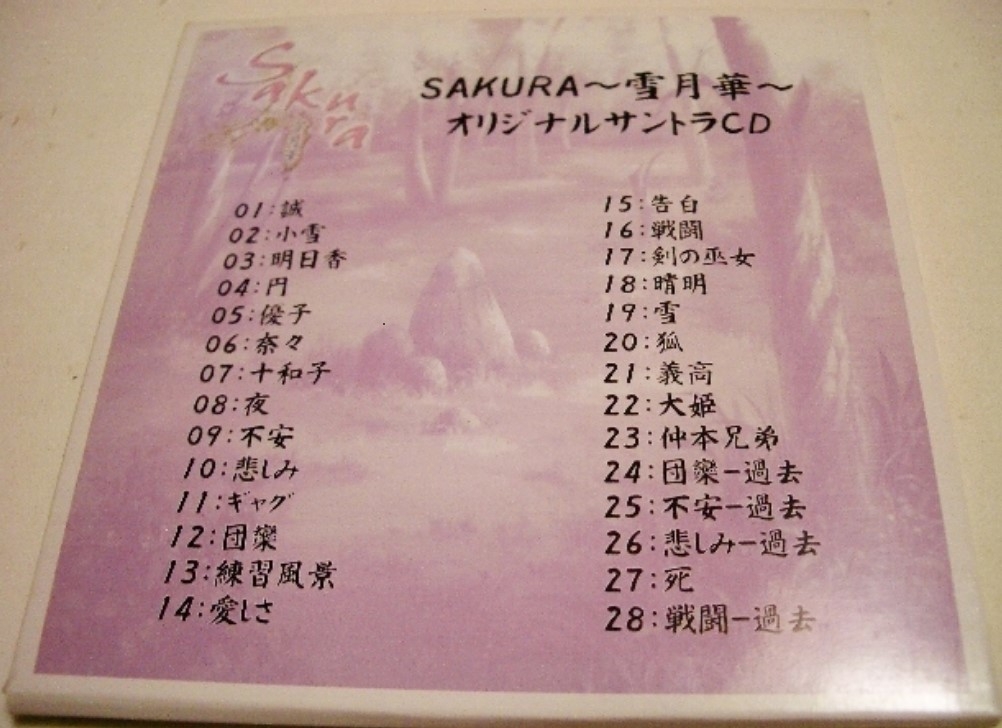 Sakura
SAKURA～雪月華～
オリジナルサントラCD
01:誠
02:小雪
03:明日香
04:円
05:優子
06:奈々
07:十和子
08:夜
09:不安
10:悲しみ
11:ギャグ
12:団欒
13:練習風景
14:愛しさ
15:告白
16:戦闘
17:剣の巫女
18:晴明
19:雪
20:狐
21:義高
22:大姫
23:仲本兄弟
24:団欒−過去
25:不安−過去
26:悲しみ−過去
27:死
28:戦闘−過去